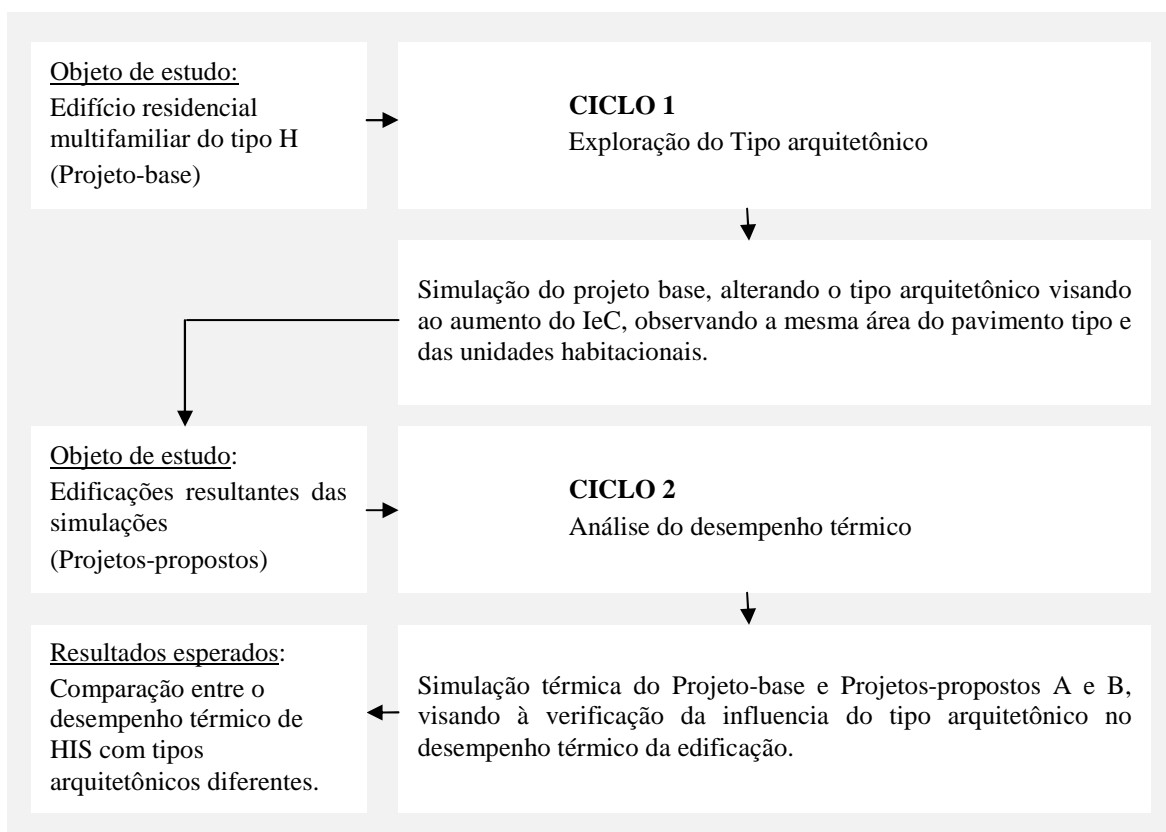 Objeto de estudo:
Edifício residencial
multifamiliar do tipo H
(Projeto-base)
CICLO 1
Exploração do Tipo arquitetônico
Simulação do projeto base, alterando o tipo arquitetônico visando
ao aumento do IeC, observando a mesma área do pavimento tipo e
das unidades habitacionais.
Objeto de estudo:
Edificações resultantes das
simulações
(Projetos-propostos)
CICLO 2
Análise do desempenho térmico
Resultados esperados:
Comparação entre o
desempenho térmico de
HIS com tipos
arquitetônicos diferentes.
Simulação térmica do Projeto-base e Projetos-propostos A e B,
visando à verificação da influencia do tipo arquitetônico no
desempenho térmico da edificação.